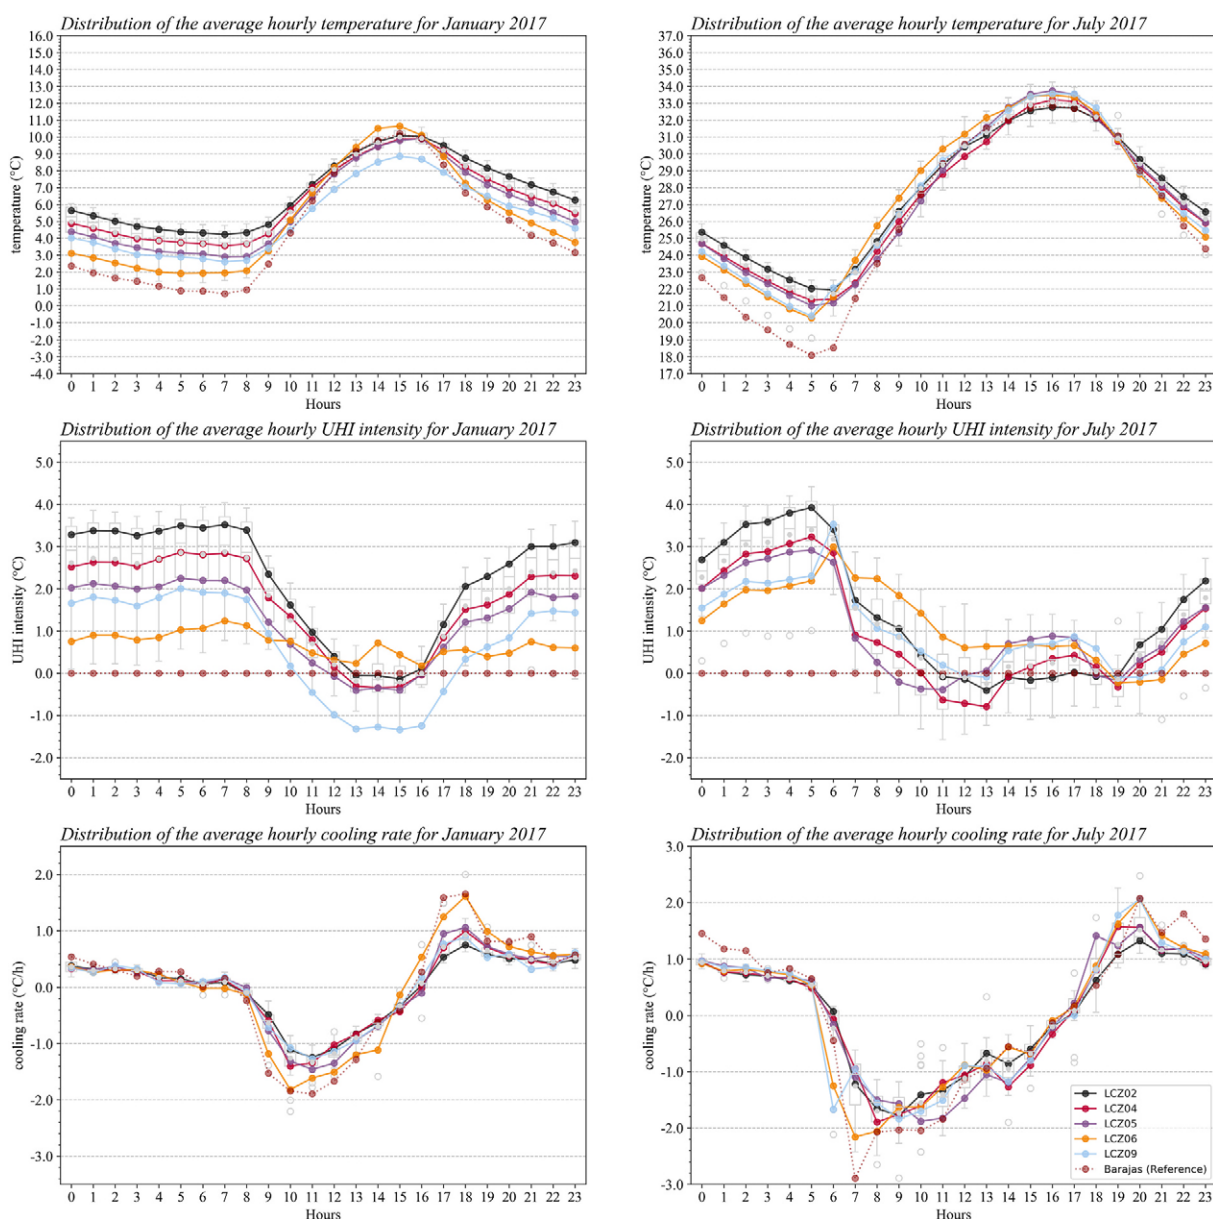 Distribution of the average hourly temperature for January 2017
16.0
15.0
14.0
13.0
12.0
11.0
10.0
9.0
8.0
7.0
6.0
5.0
4.0
3.0
2.0
1.0
0.0
-1.0
-2.0
-3.0
-4.0
temperature (°C)
0 1 2 3 4 5 6 7 8 9 10 11 12 13 14 15 16 17 18 19 20 21 22 23
Hours
Distribution of the average hourly temperature for July 2017
37.0
36.0
35.0
34.0
33.0
32.0
31.0
30.0
29.0
28.0
27.0
26.0
25.0
24.0
23.0
22.0
21.0
20.0
19.0
18.0
17.0
temperature (°C)
0 1 2 3 4 5 6 7 8 9 10 11 12 13 14 15 16 17 18 19 20 21 22 23
Hours
Distribution of the average hourly UHI intensity for January 2017
5.0
4.0
3.0
2.0
1.0
0.0
-1.0
-2.0
UHI intensity (°C)
0 1 2 3 4 5 6 7 8 9 10 11 12 13 14 15 16 17 18 19 20 21 22 23
Hours
Distribution of the average hourly UHI intensity for July 2017
5.0
4.0
3.0
2.0
1.0
0.0
-1.0
-2.0
UHI intensity (°C)
0 1 2 3 4 5 6 7 8 9 10 11 12 13 14 15 16 17 18 19 20 21 22 23
Hours
Distribution of the average hourly cooling rate for January 2017
2.0
1.0
0.0
-1.0
-2.0
-3.0
cooling rate (°C/h)
0 1 2 3 4 5 6 7 8 9 10 11 12 13 14 15 16 17 18 19 20 21 22 23
Hours
Distribution of the average hourly cooling rate for July 2017
3.0
2.0
1.0
0.0
-1.0
-2.0
-3.0
cooling rate (°C/h)
LCZ02
LCZ04
LCZ05
LCZ06
LCZ09
Barajas (Reference)
0 1 2 3 4 5 6 7 8 9 10 11 12 13 14 15 16 17 18 19 20 21 22 23
Hours